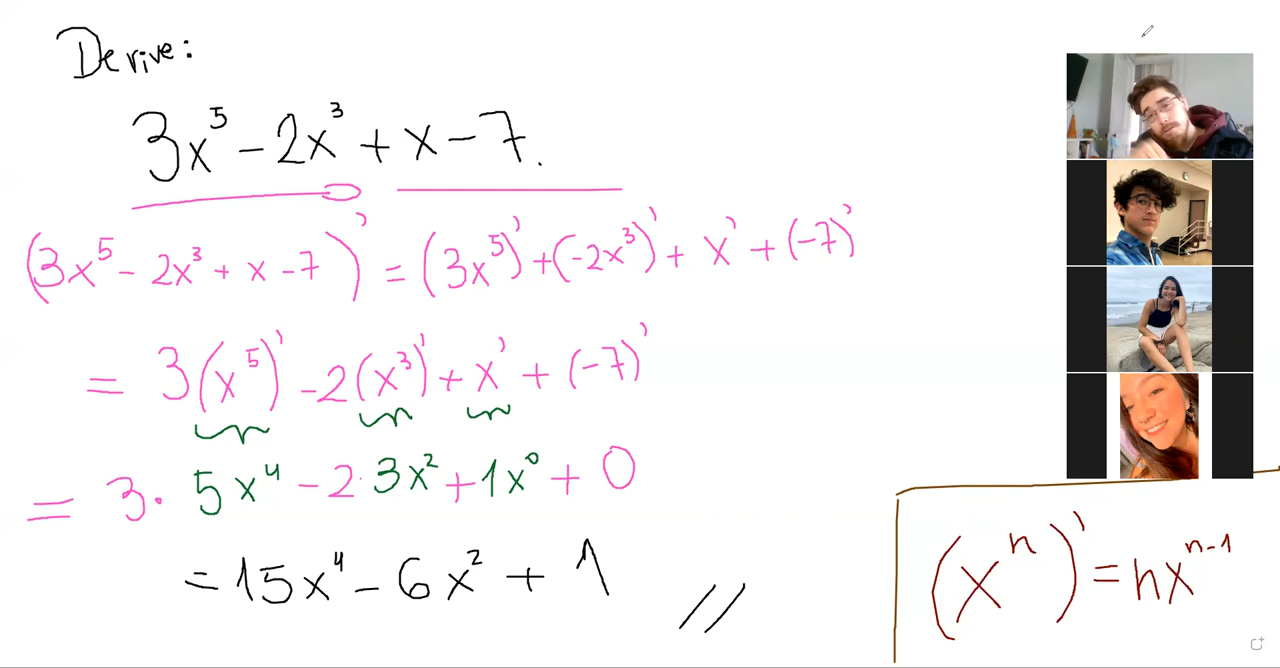 Derive:
3x⁵ - 2x³ + x - 7.
(3x⁵ - 2x³ + x - 7)' = (3x⁵)' + (-2x³)' + x' + (-7)'
= 3(x⁵)' - 2(x³)' + x' + (-7)'
= 3· 5x⁴ - 2·3x² + 1x⁰ + 0
= 15x⁴ - 6x² + 1 //
(xⁿ)' = nxⁿ⁻¹